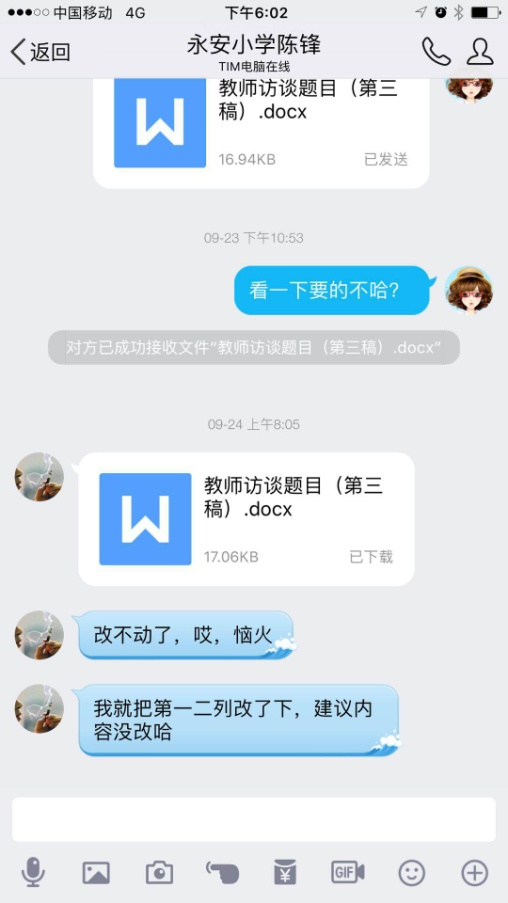 中国移动 4G 下午6:02
返回 永安小学陈锋
TIM电脑在线
教师访谈题目（第三
稿）.docx
16.94KB 已发送
09-23 下午10:53
看一下要的不哈？
对方已成功接收文件“教师访谈题目（第三稿）.docx”
09-24 上午8:05
教师访谈题目（第三
稿）.docx
17.06KB 已下载
改不动了，哎，恼火
我就把第一二列改了下，建议内
容没改哈
GIF